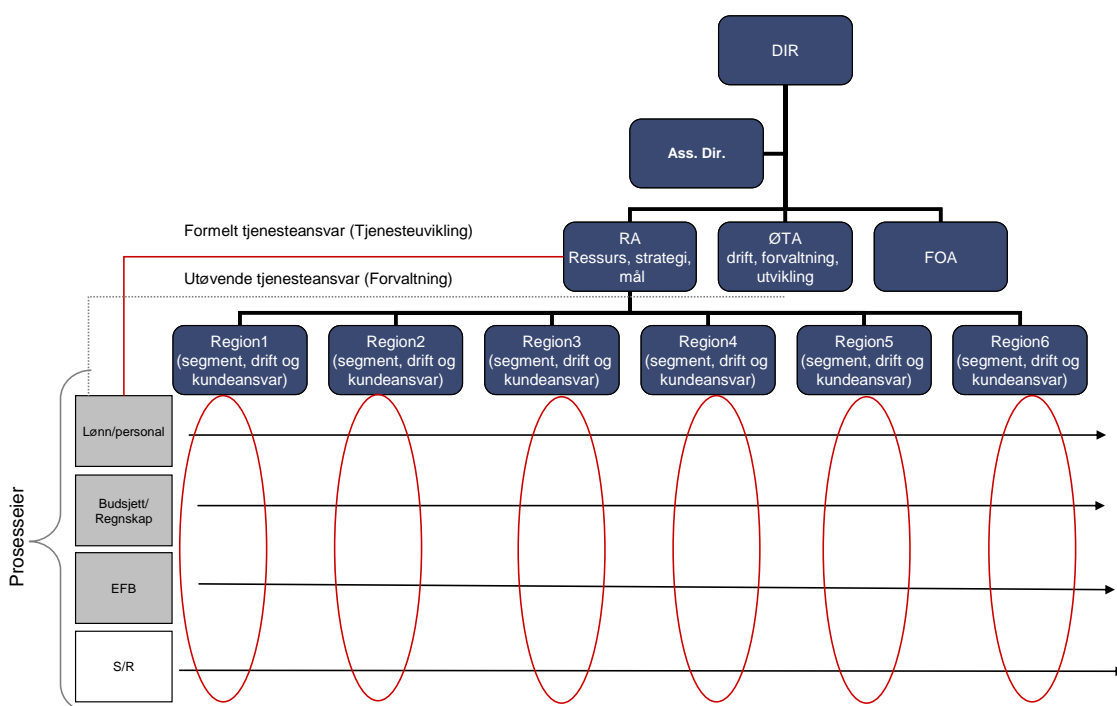 DIR
Ass. Dir.
Formelt tjenesteansvar (Tjenesteuvikling)
RA
Ressurs, strategi,
mål
ØTA
drift, forvaltning,
utvikling
FOA
Utøvende tjenesteansvar (Forvaltning)
Region1
(segment, drift og
kundeansvar)
Region2
(segment, drift og
kundeansvar)
Region3
(segment, drift og
kundeansvar)
Region4
(segment, drift og
kundeansvar)
Region5
(segment, drift og
kundeansvar)
Region6
(segment, drift og
kundeansvar)
Prosesseier
Lønn/personal
Budsjett/
Regnskap
EFB
S/R